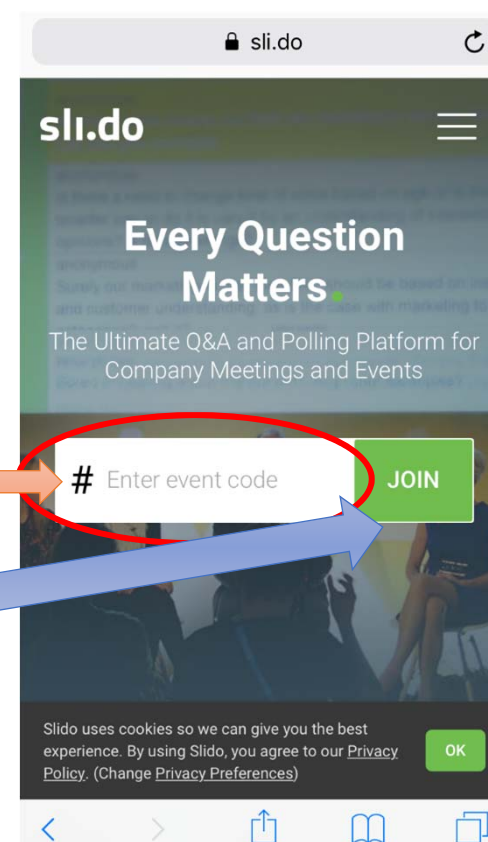 sli.do
sli.do
Every Question
Matters.
The Ultimate Q&A and Polling Platform for
Company Meetings and Events
# Enter event code
JOIN
Slido uses cookies so we can give you the best
experience. By using Slido, you agree to our Privacy
Policy. (Change Privacy Preferences)
OK